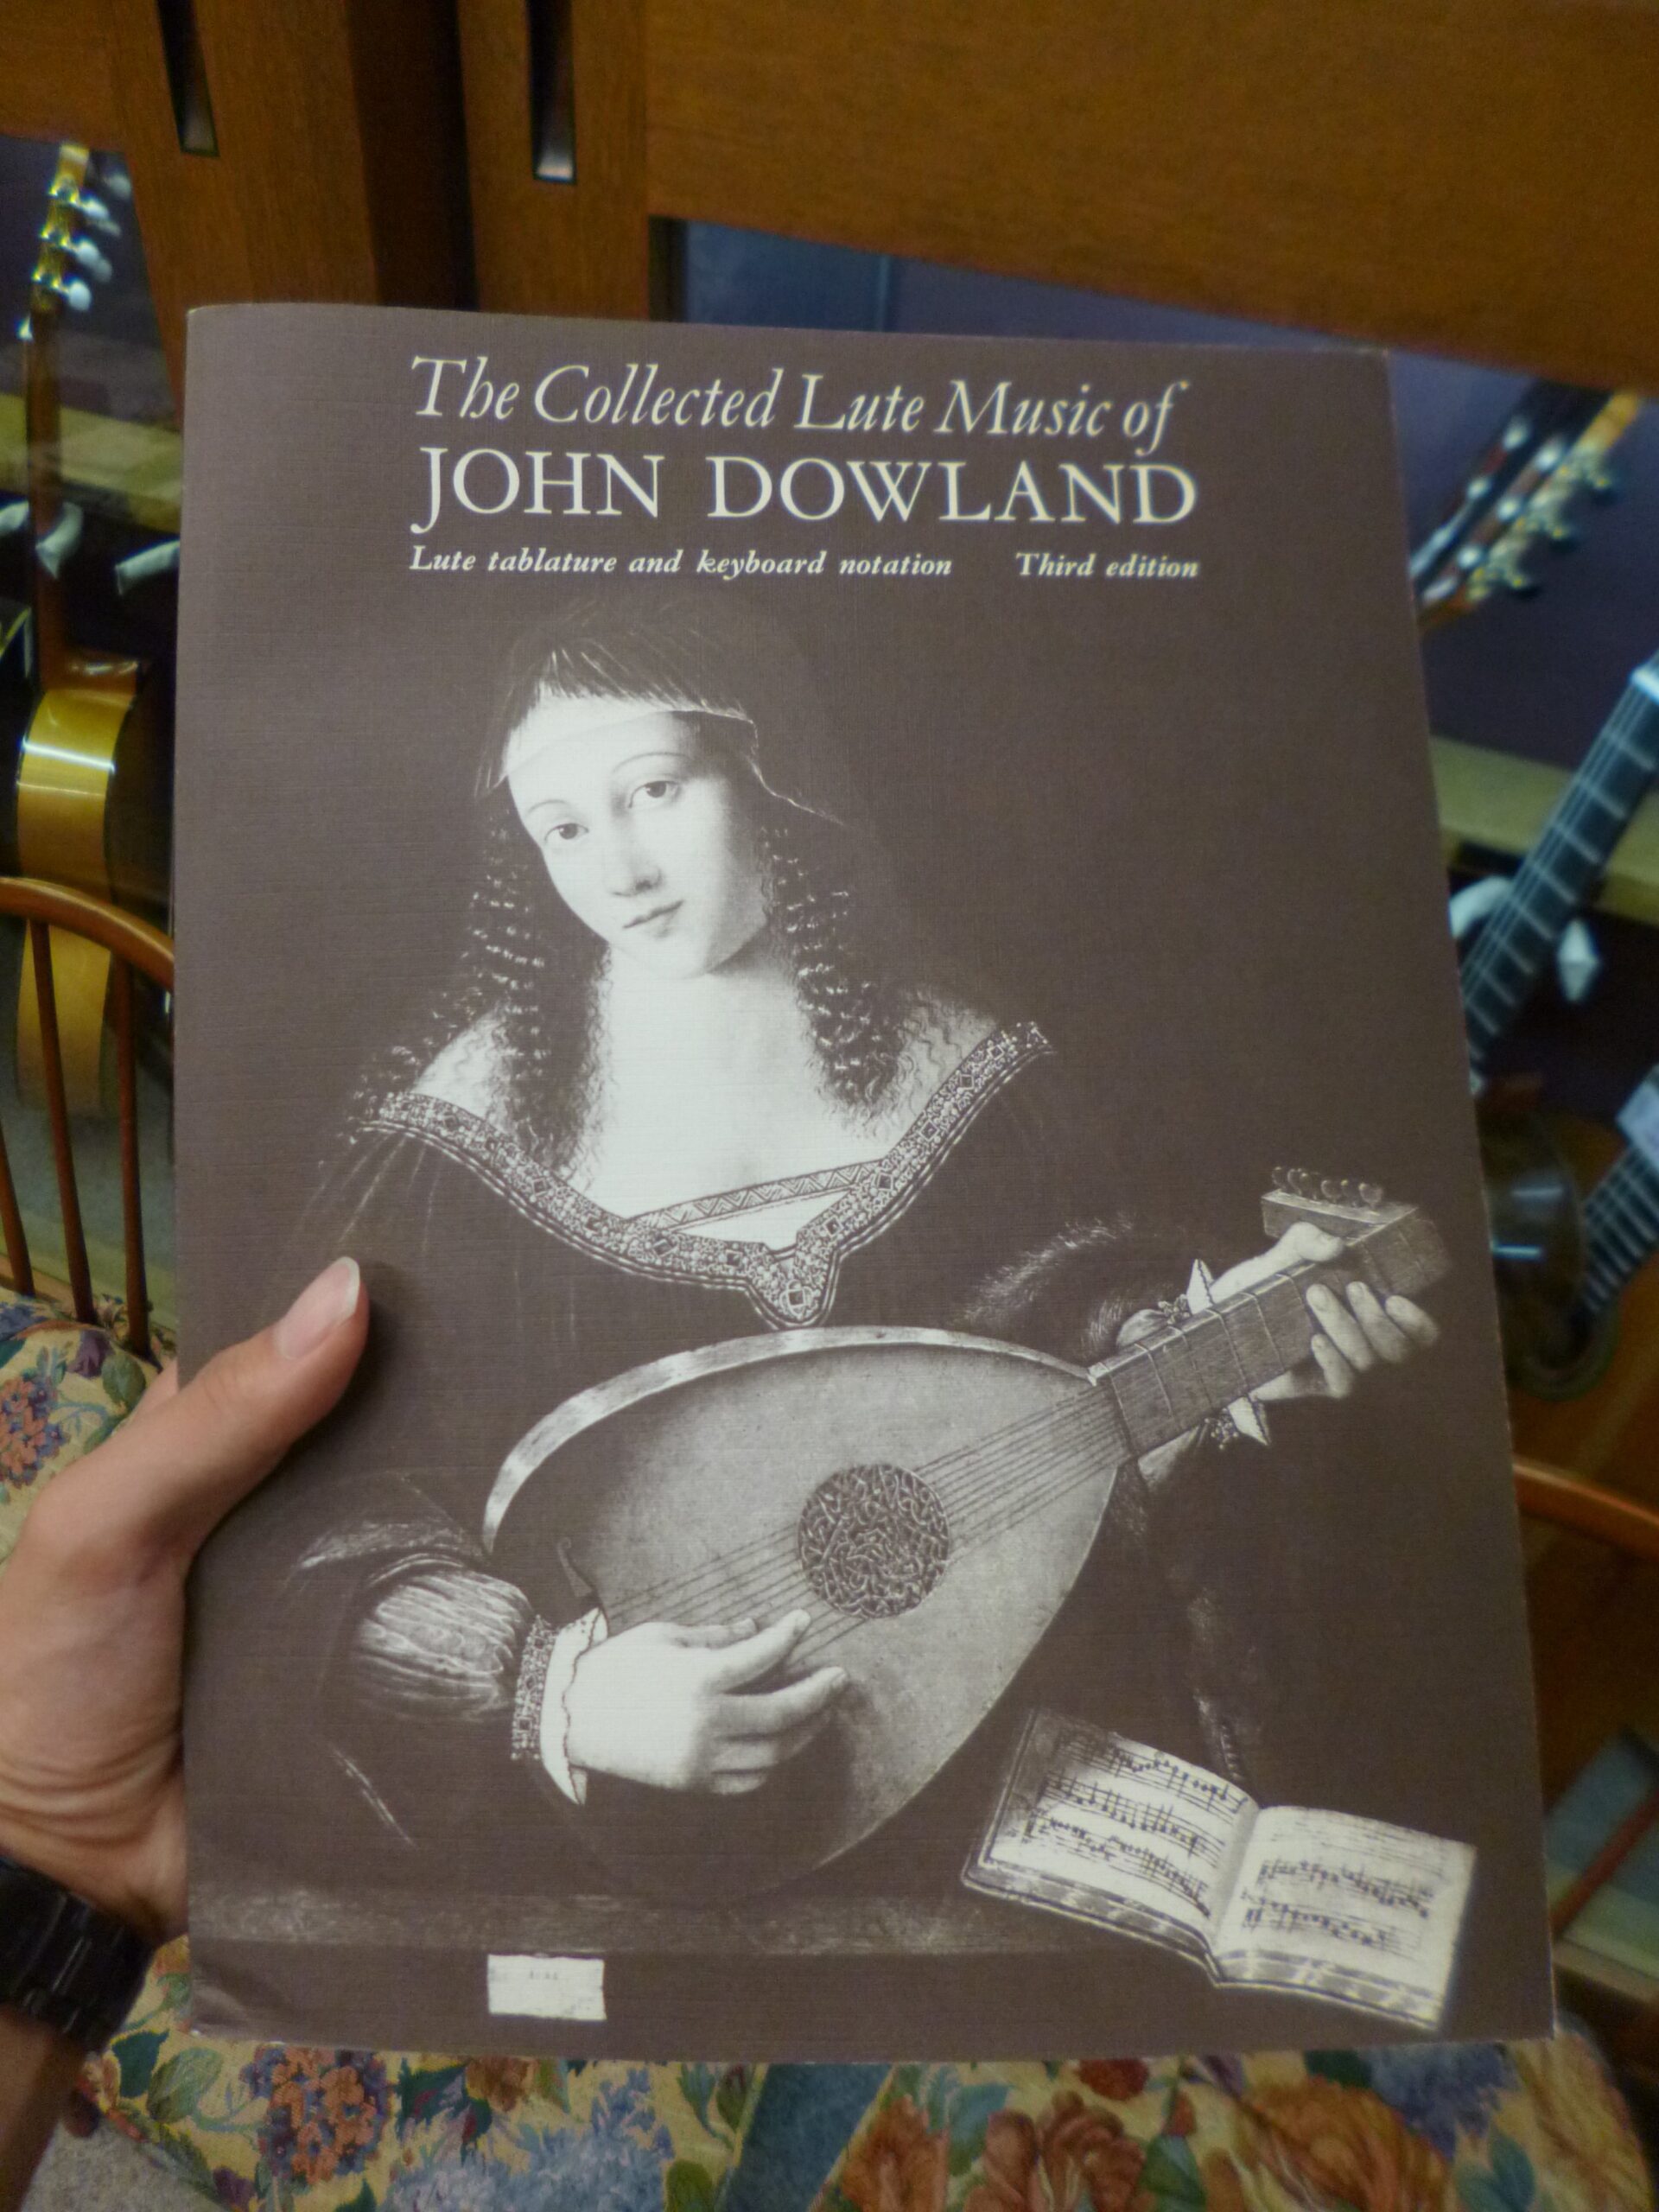 The Collected Lute Music of
JOHN DOWLAND
Lute tablature and keyboard notation Third edition